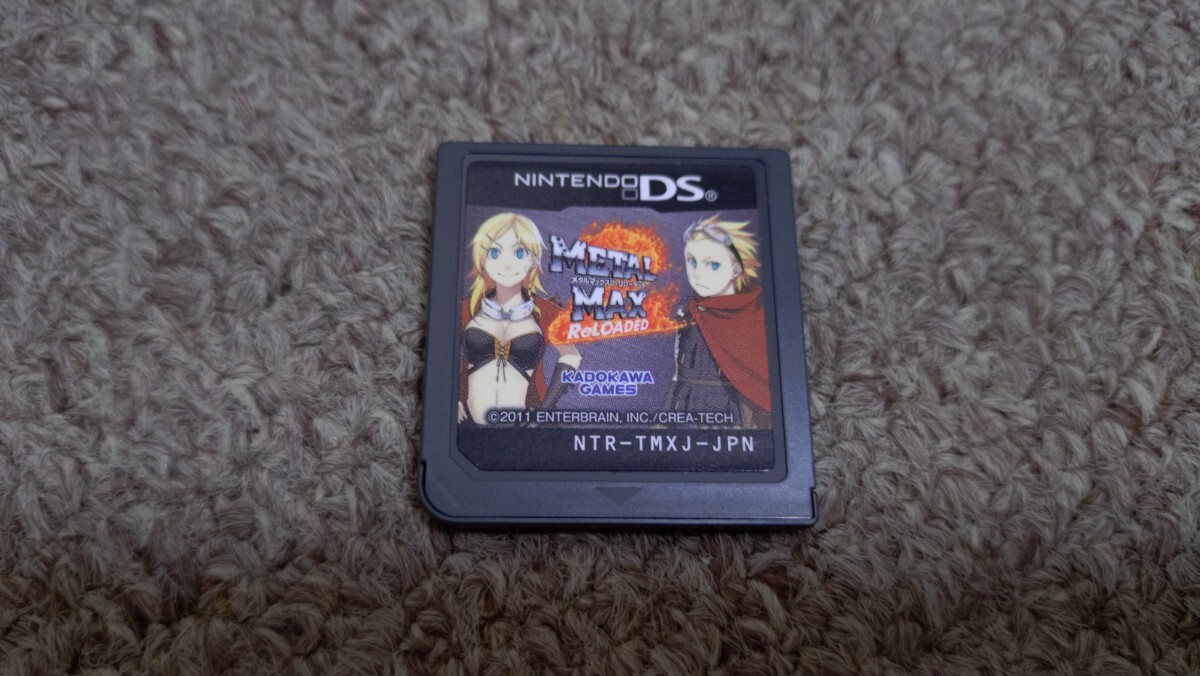 NINTENDO DS®
METAL
メタルマックス2:リローデッド
MAX
ReLOADED
KADOKAWA
GAMES
©2011 ENTERBRAIN, INC./CREA-TECH
NTR-TMXJ-JPN